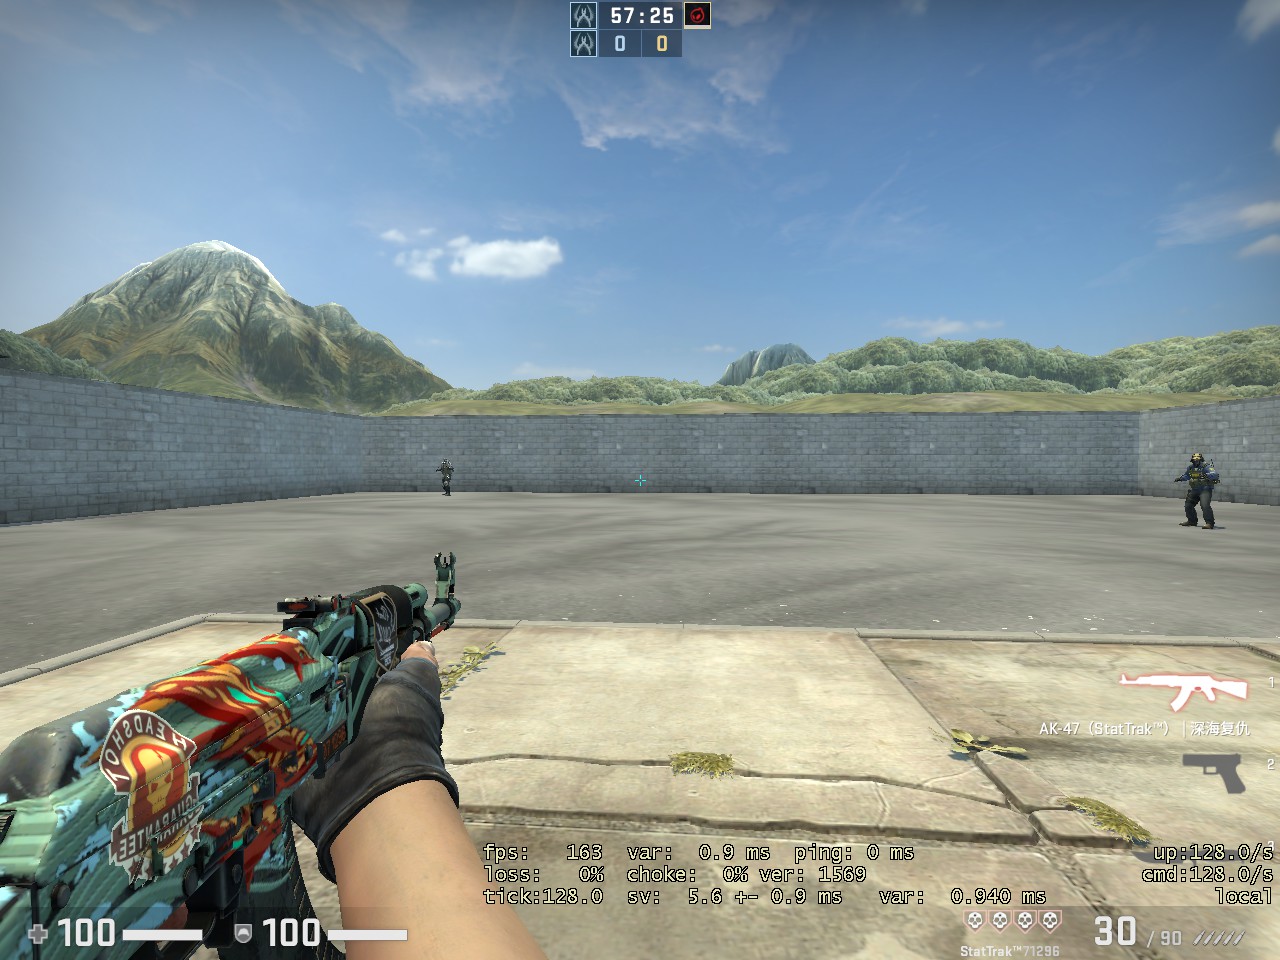 57:25
0 0
1
AK-47（StatTrak™）| 深海复仇
2
HEADSHOT
GUARANTEE
fps: 163 var: 0.9 ms ping: 0 ms
up:128.0/s
loss: 0% choke: 0% ver: 1569
cmd:128.0/s
tick:128.0 sv: 5.6 +- 0.9 ms var: 0.940 ms
local
100 100
30 / 90
StatTrak™71296